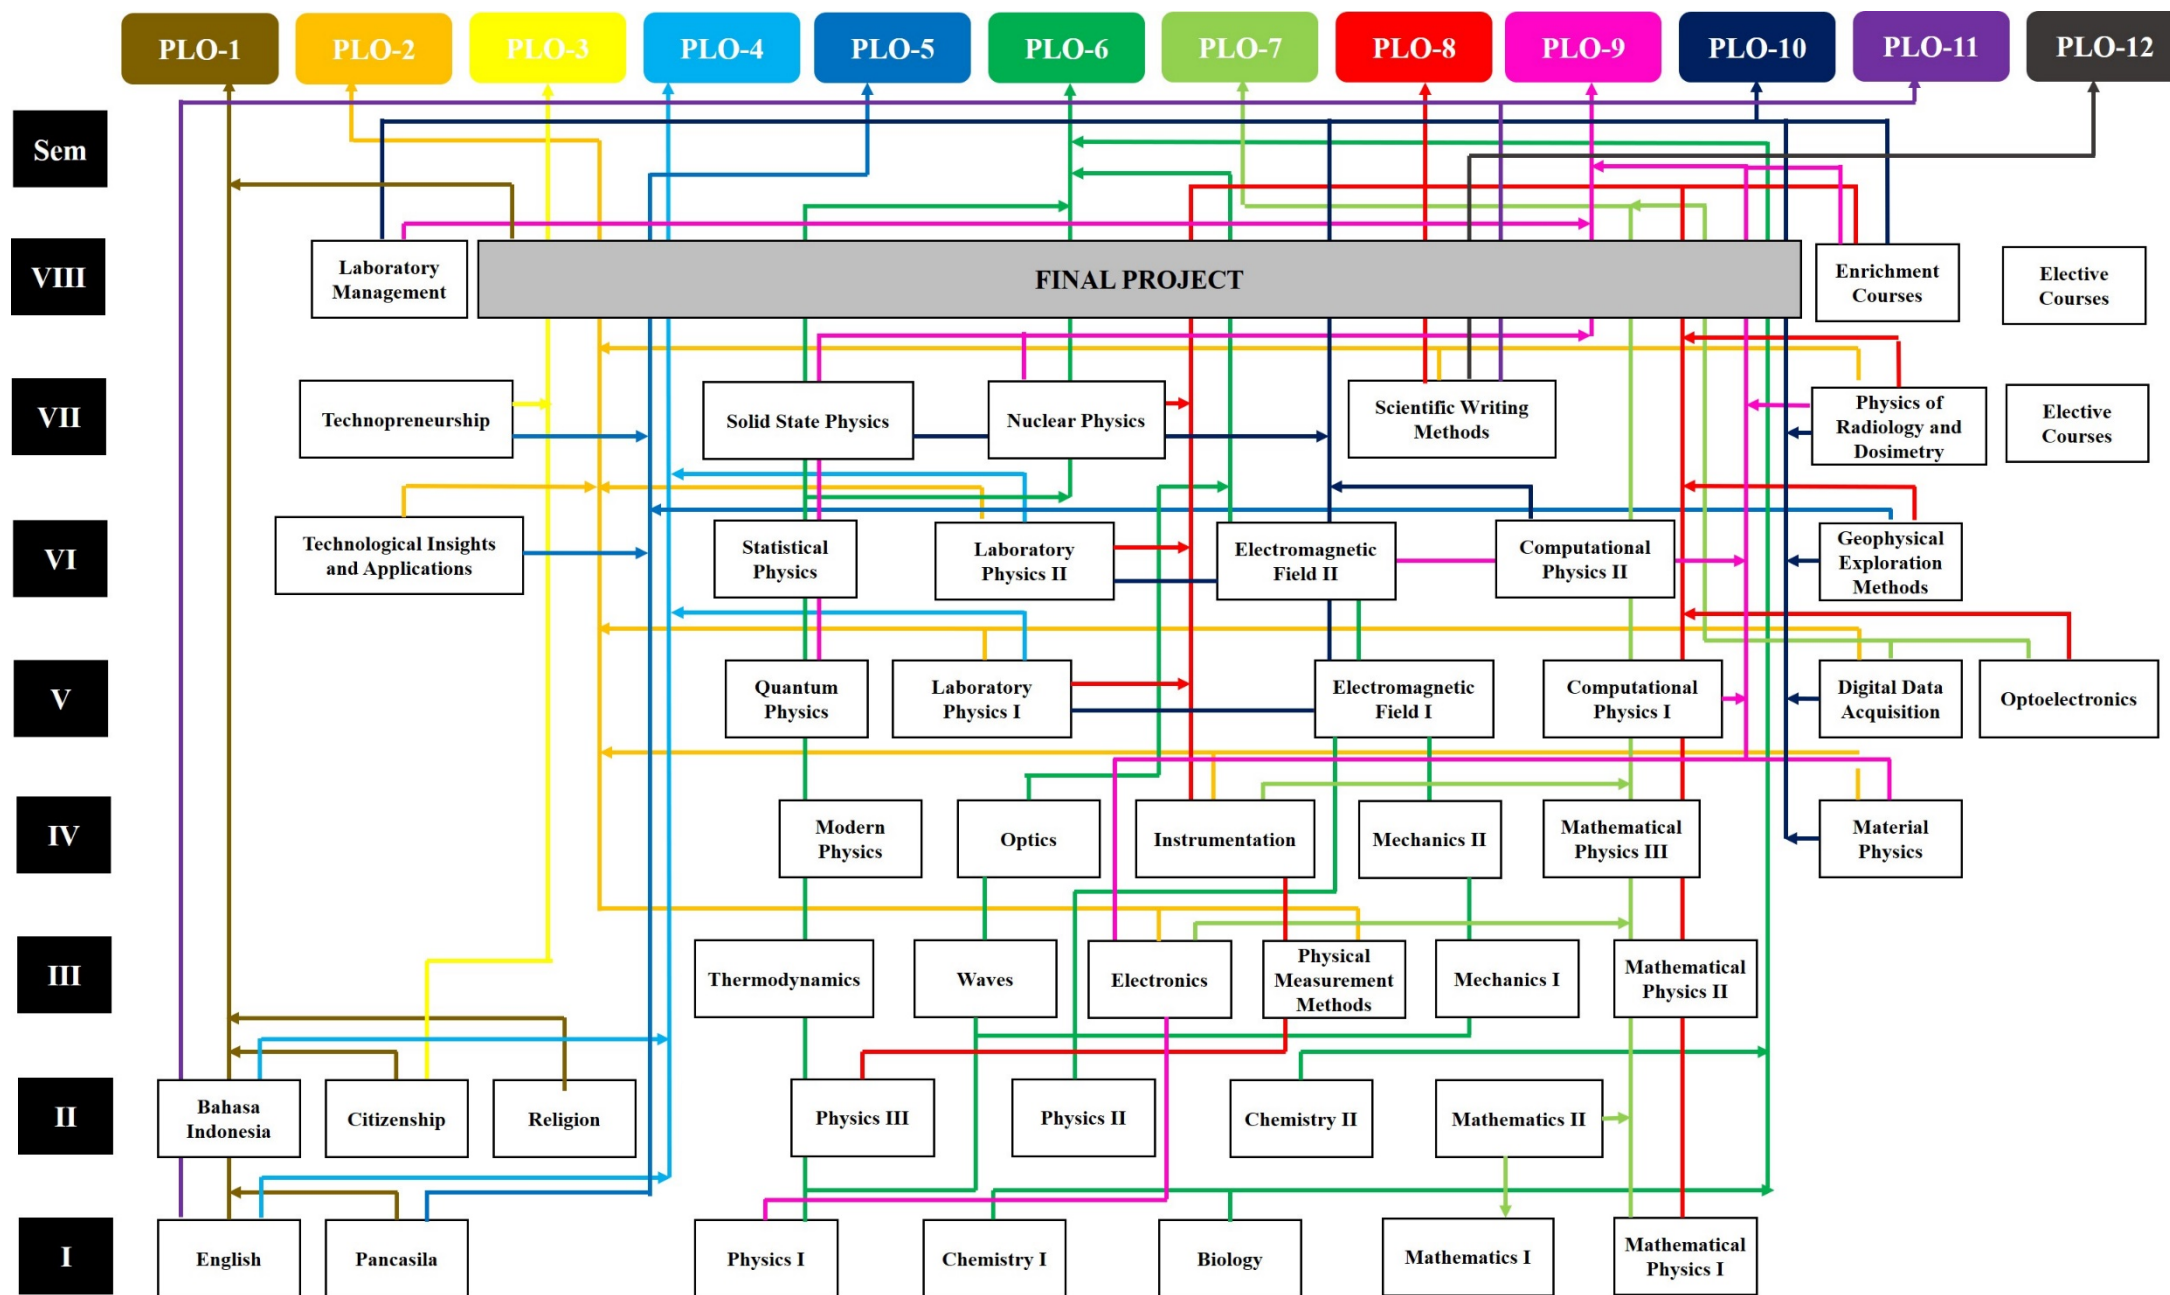 PLO-1
PLO-2
PLO-3
PLO-4
PLO-5
PLO-6
PLO-7
PLO-8
PLO-9
PLO-10
PLO-11
PLO-12
Sem
VIII
Laboratory
Management
FINAL PROJECT
Enrichment
Courses
Elective
Courses
VII
Technopreneurship
Solid State Physics
Nuclear Physics
Scientific Writing
Methods
Physics of
Radiology and
Dosimetry
Elective
Courses
VI
Technological Insights
and Applications
Statistical
Physics
Laboratory
Physics II
Electromagnetic
Field II
Computational
Physics II
Geophysical
Exploration
Methods
V
Quantum
Physics
Laboratory
Physics I
Electromagnetic
Field I
Computational
Physics I
Digital Data
Acquisition
Optoelectronics
IV
Modern
Physics
Optics
Instrumentation
Mechanics II
Mathematical
Physics III
Material
Physics
III
Thermodynamics
Waves
Electronics
Physical
Measurement
Methods
Mechanics I
Mathematical
Physics II
II
Bahasa
Indonesia
Citizenship
Religion
Physics III
Physics II
Chemistry II
Mathematics II
I
English
Pancasila
Physics I
Chemistry I
Biology
Mathematics I
Mathematical
Physics I